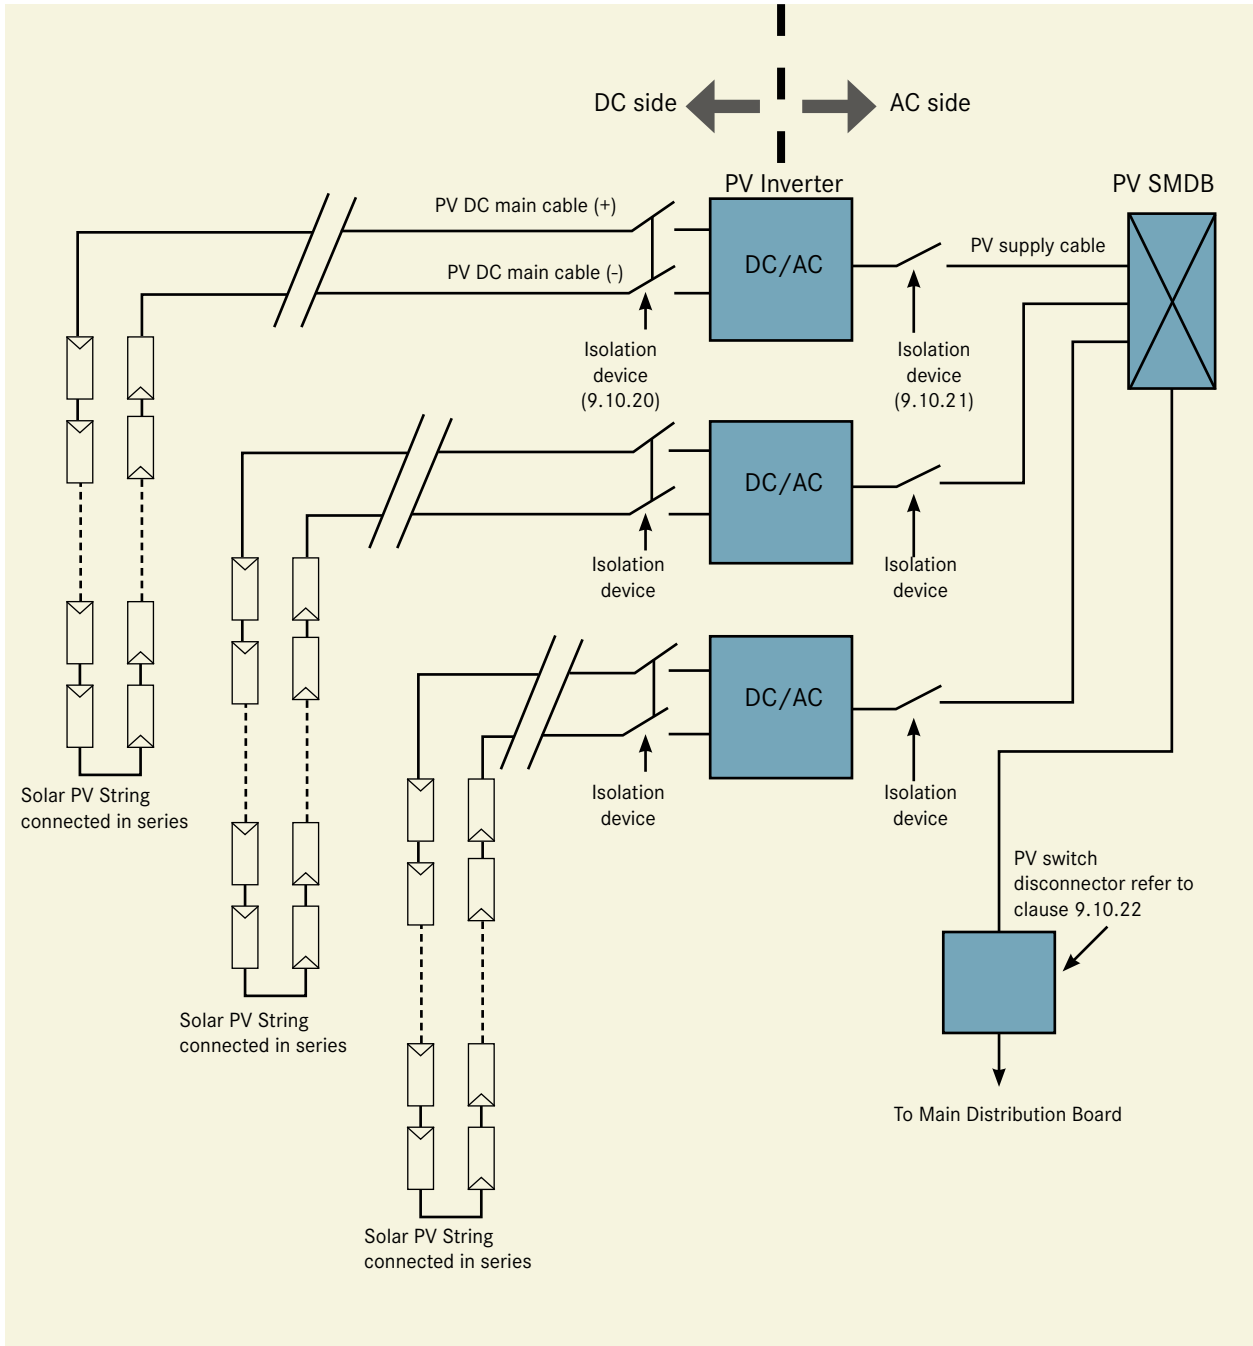 DC side
AC side
PV Inverter
PV SMDB
PV DC main cable (+)
DC/AC
PV supply cable
PV DC main cable (-)
Isolation
device
(9.10.20)
Isolation
device
(9.10.21)
DC/AC
Isolation
device
Isolation
device
DC/AC
Isolation
device
Isolation
device
Solar PV String
connected in series
PV switch
disconnector refer to
clause 9.10.22
Solar PV String
connected in series
To Main Distribution Board
Solar PV String
connected in series